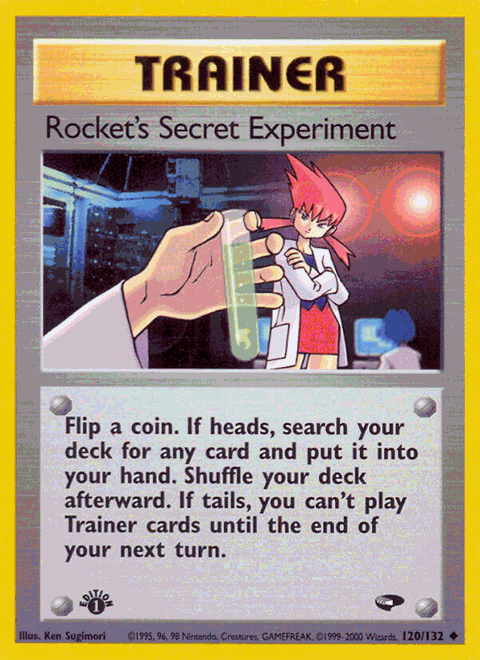 TRAINER
Rocket's Secret Experiment
Flip a coin. If heads, search your
deck for any card and put it into
your hand. Shuffle your deck
afterward. If tails, you can't play
Trainer cards until the end of
your next turn.
EDITION
1
Illus. Ken Sugimori ©1995, 96, 98 Nintendo, Creatures, GAMEFREAK. ©1999-2000 Wizards. 120/132